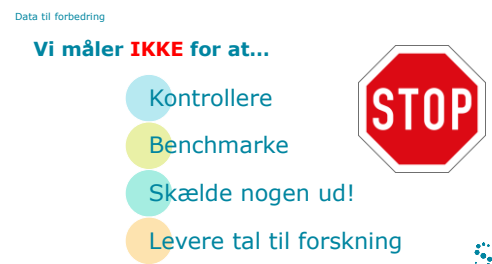 Data til forbedring
Vi måler IKKE for at...
Kontrollere
STOP
Benchmarke
Skælde nogen ud!
Levere tal til forskning